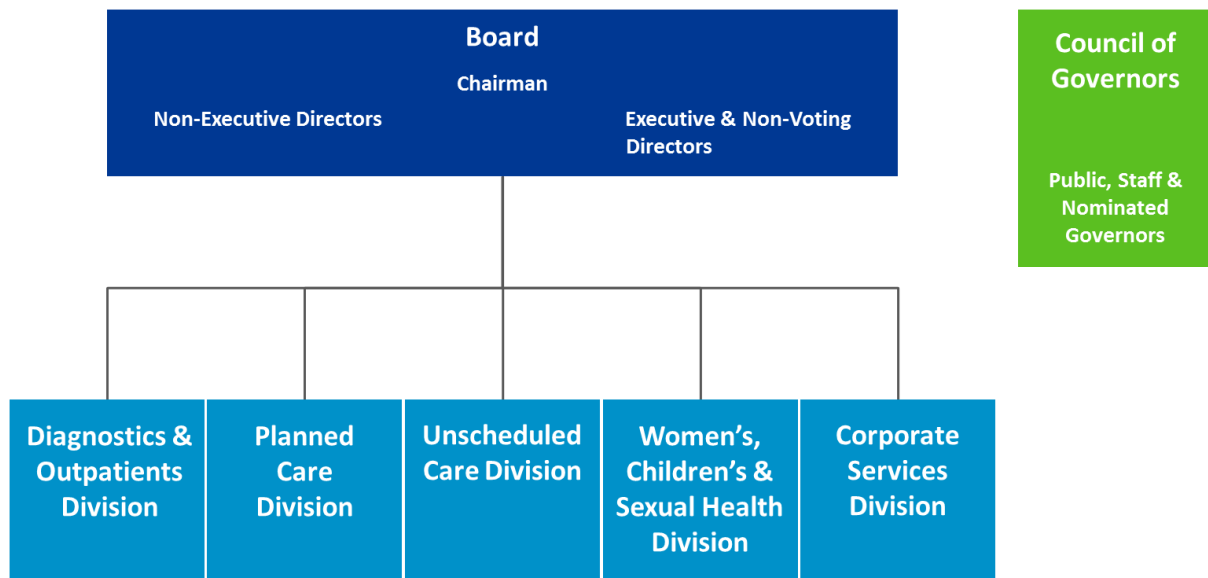 Board
Chairman
Non-Executive Directors
Executive & Non-Voting
Directors
Council of
Governors
Public, Staff &
Nominated
Governors
Diagnostics &
Outpatients
Division
Planned
Care
Division
Unscheduled
Care Division
Women’s,
Children’s &
Sexual Health
Division
Corporate
Services
Division